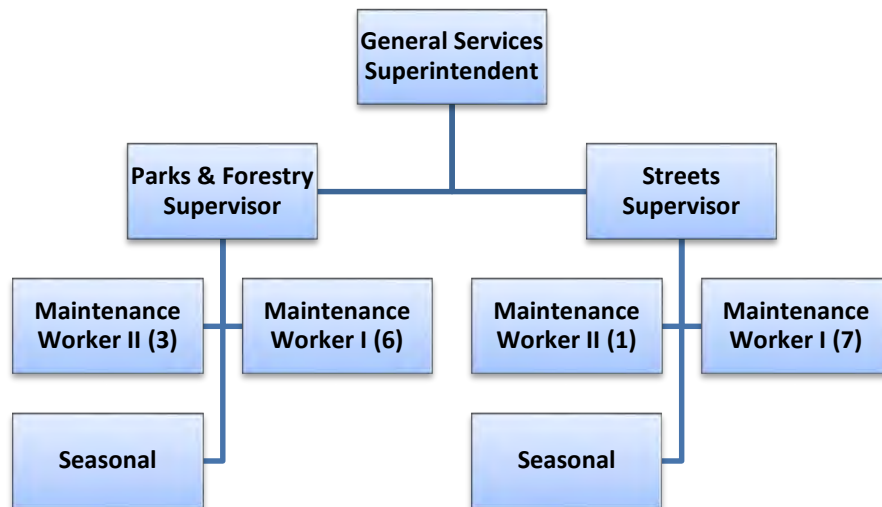 General Services
Superintendent
Parks & Forestry
Supervisor
Streets
Supervisor
Maintenance
Worker II (3)
Maintenance
Worker I (6)
Maintenance
Worker II (1)
Maintenance
Worker I (7)
Seasonal
Seasonal